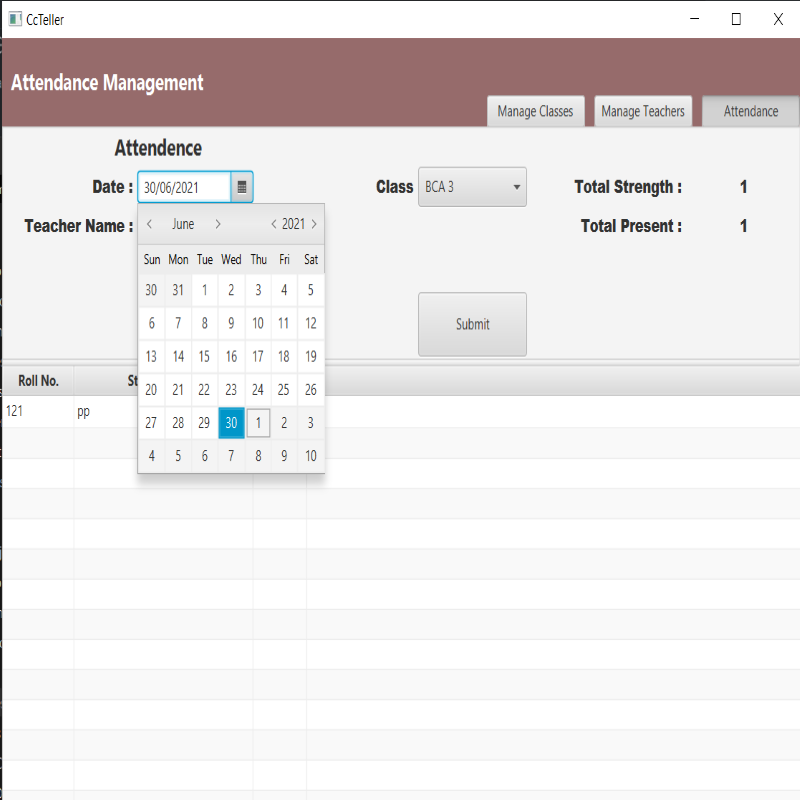 CcTeller
Attendance Management
Manage Classes Manage Teachers Attendance
Attendence
Date : 30/06/2021 Class BCA 3 Total Strength : 1
Teacher Name : Total Present : 1
June 2021
Sun Mon Tue Wed Thu Fri Sat
30 31 1 2 3 4 5
6 7 8 9 10 11 12
13 14 15 16 17 18 19
20 21 22 23 24 25 26
27 28 29 30 1 2 3
4 5 6 7 8 9 10
Submit
Roll No. St
121 pp